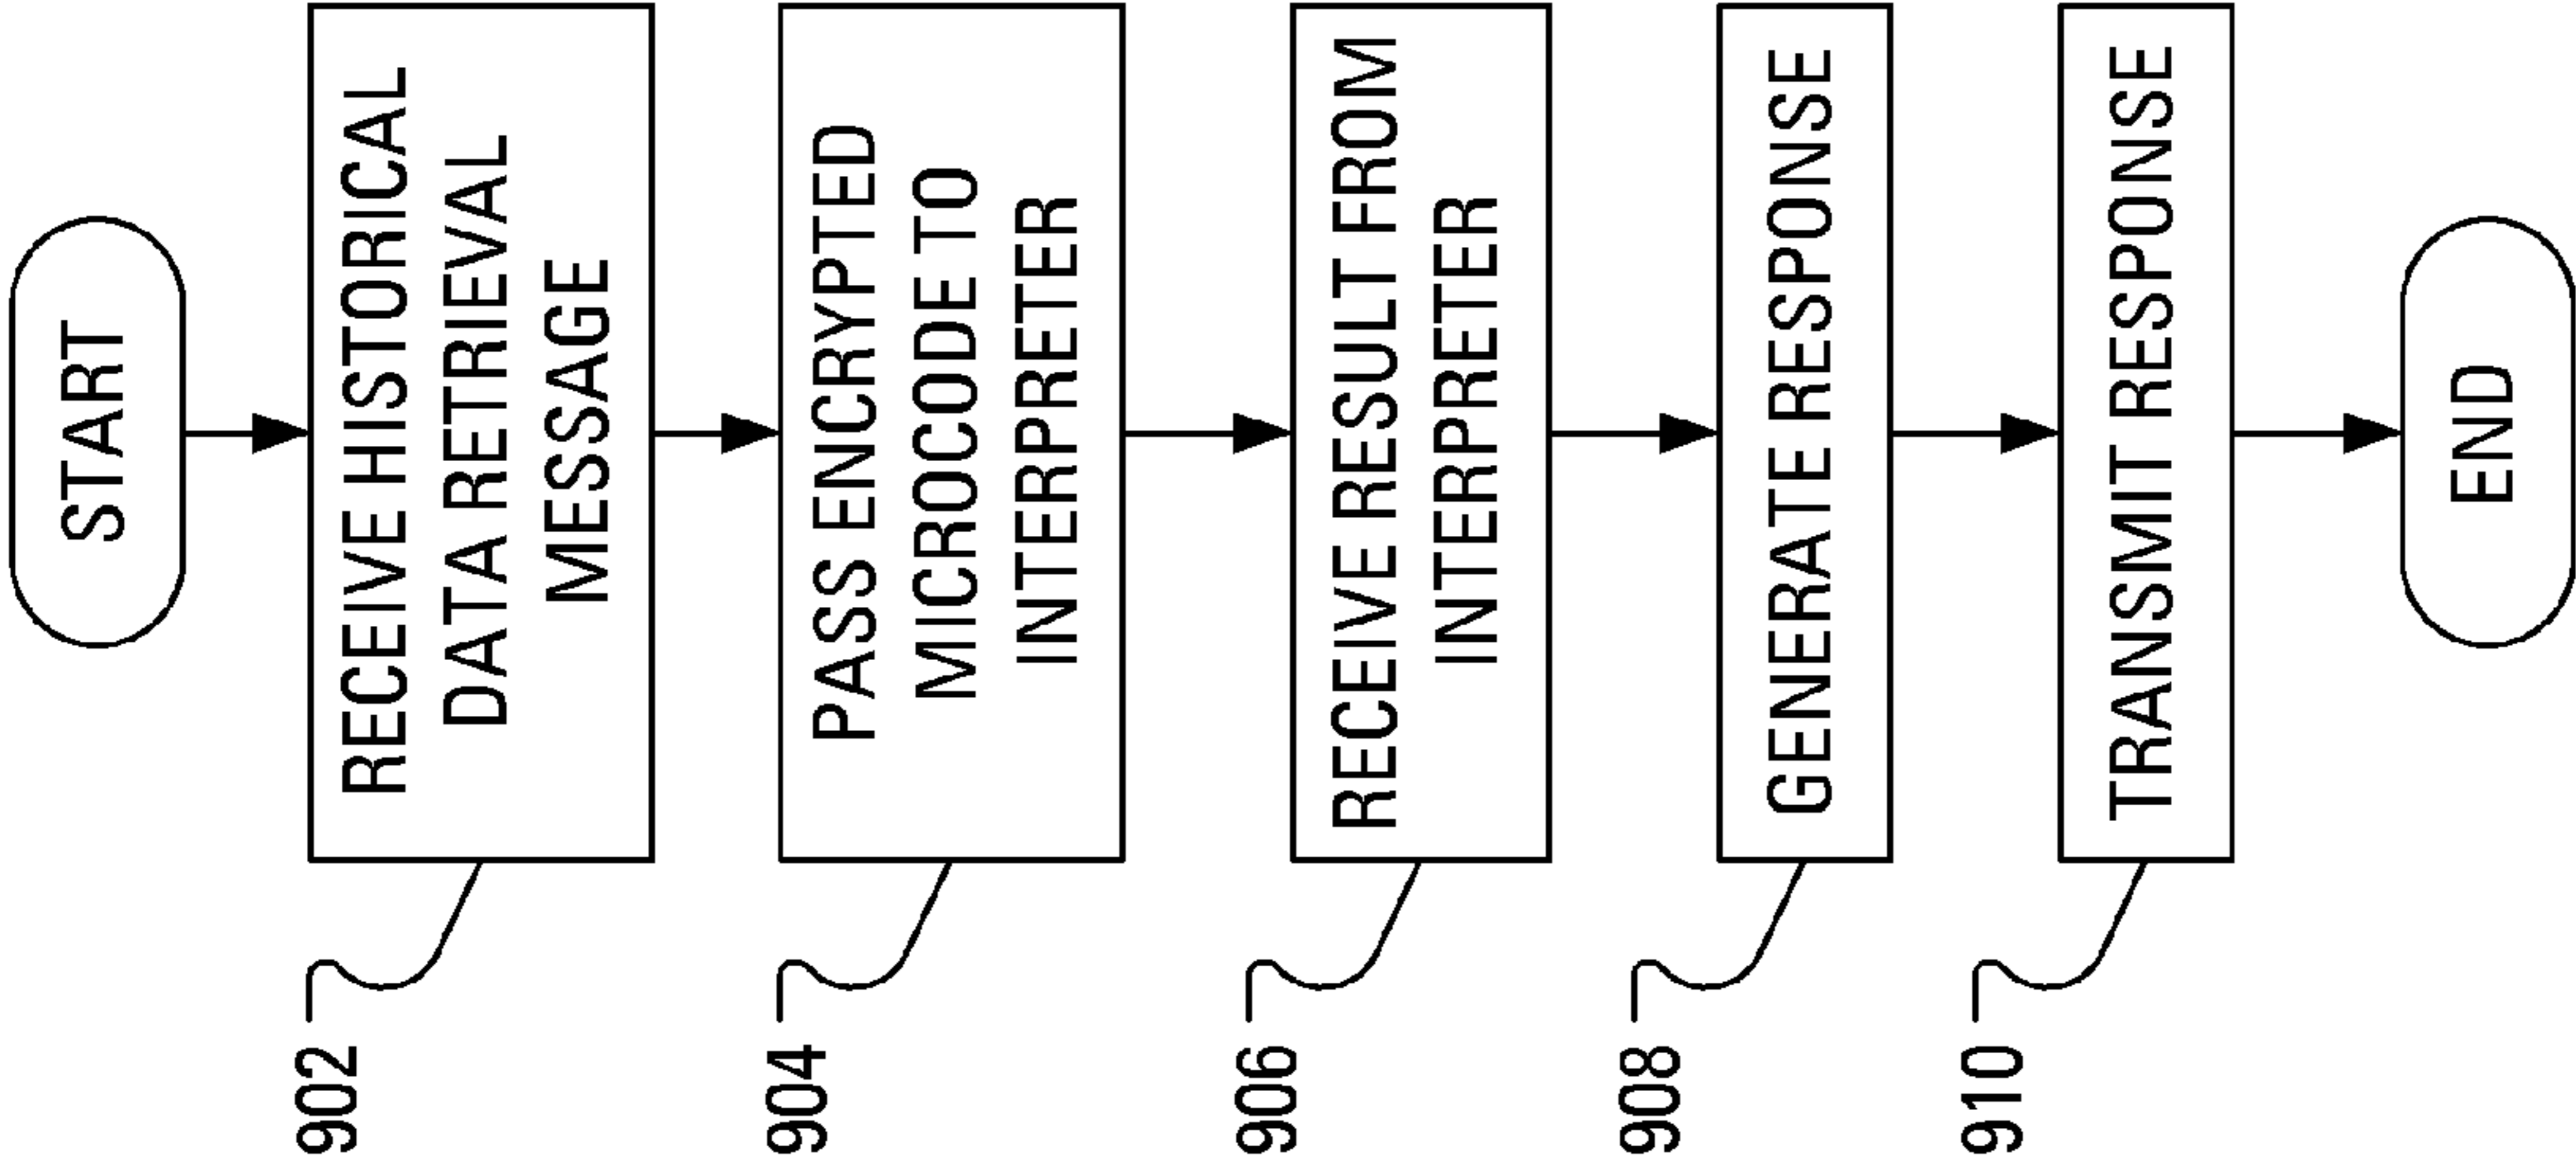 START
902
RECEIVE HISTORICAL
DATA RETRIEVAL
MESSAGE
904
PASS ENCRYPTED
MICROCODE TO
INTERPRETER
906
RECEIVE RESULT FROM
INTERPRETER
908
GENERATE RESPONSE
910
TRANSMIT RESPONSE
END